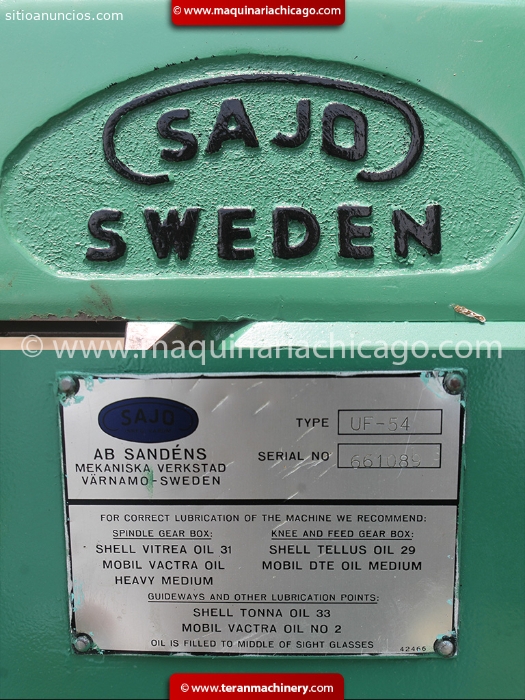 sitioanuncios.com
© www.maquinariachicago.com
SAJO
SWEDEN
© www.maquinariachicago.com
SAJO
AB SANDÉNS
MEKANISKA VERKSTAD
VÄRNAMO-SWEDEN
TYPE UF-54
SERIAL NO
FOR CORRECT LUBRICATION OF THE MACHINE WE RECOMMEND:
SPINDLE GEAR BOX: KNEE AND FEED GEAR BOX:
SHELL VITREA OIL 31 SHELL TELLUS OIL 29
MOBIL VACTRA OIL MOBIL DTE OIL MEDIUM
HEAVY MEDIUM
GUIDEWAYS AND OTHER LUBRICATION POINTS:
SHELL TONNA OIL 33
MOBIL VACTRA OIL NO 2
OIL IS FILLED TO MIDDLE OF SIGHT GLASSES 42466
© www.teranmachinery.com